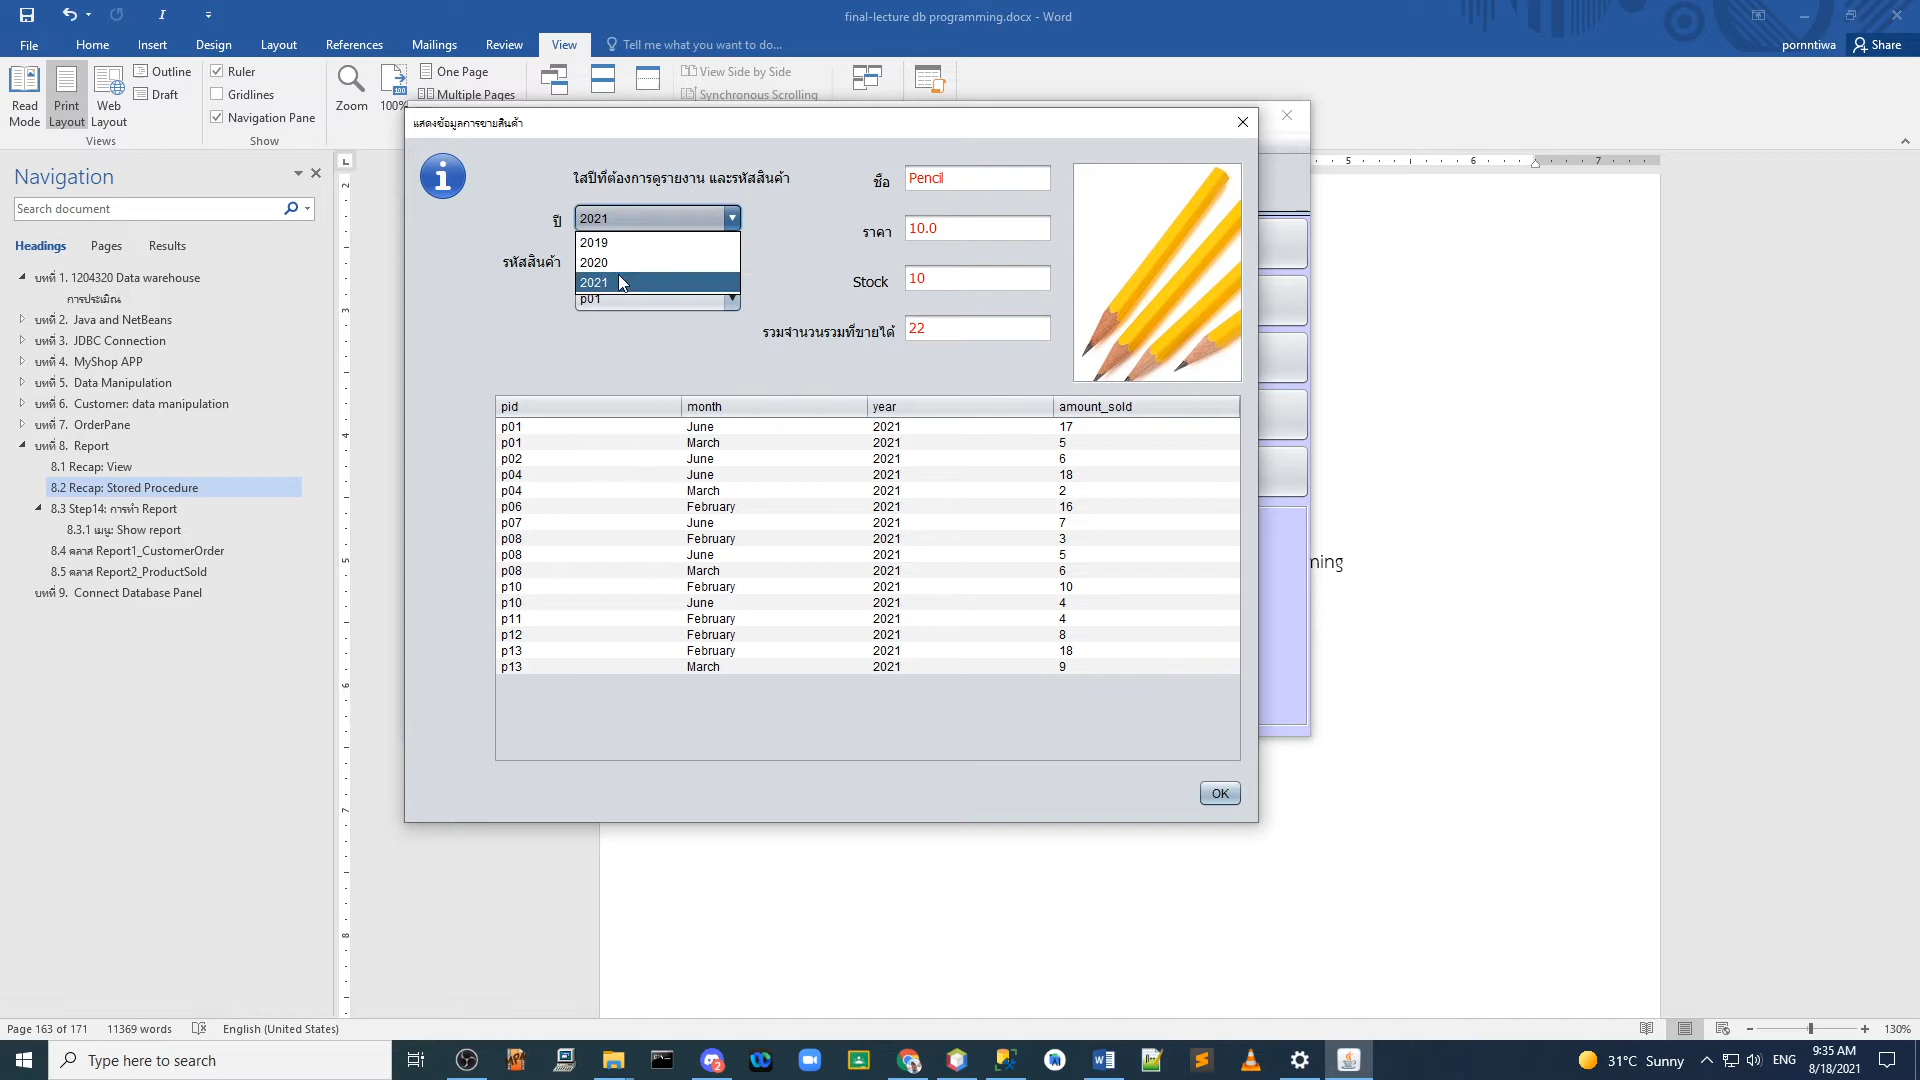 final-lecture db programming.docx - Word
File Home Insert Design Layout References Mailings Review View Tell me what you want to do... pornntiwa Share
Read Mode
Print Layout
Web Layout
Outline
Draft
Views
Ruler
Gridlines
Navigation Pane
Show
Zoom
100%
One Page
Multiple Pages
View Side by Side
Synchronous Scrolling
Navigation
Search document
Headings Pages Results
บทที่ 1. 1204320 Data warehouse
การประเมิน
บทที่ 2. Java and NetBeans
บทที่ 3. JDBC Connection
บทที่ 4. MyShop APP
บทที่ 5. Data Manipulation
บทที่ 6. Customer: data manipulation
บทที่ 7. OrderPane
บทที่ 8. Report
8.1 Recap: View
8.2 Recap: Stored Procedure
8.3 Step14: การทำ Report
8.3.1 เมนู: Show report
8.4 คลาส Report1_CustomerOrder
8.5 คลาส Report2_ProductSold
บทที่ 9. Connect Database Panel
แสดงข้อมูลการขายสินค้า
ใส่ปีที่ต้องการดูรายงาน และรหัสสินค้า
ปี 2021
2019
2020
2021
รหัสสินค้า
p01
ชื่อ Pencil
ราคา 10.0
Stock 10
รวมจำนวนรวมที่ขายได้ 22
pid month year amount_sold
p01 June 2021 17
p01 March 2021 5
p02 June 2021 6
p04 June 2021 18
p04 March 2021 2
p06 February 2021 16
p07 June 2021 7
p08 February 2021 3
p08 June 2021 5
p08 March 2021 6
p10 February 2021 10
p10 June 2021 4
p11 February 2021 4
p12 February 2021 8
p13 February 2021 18
p13 March 2021 9
OK
5 6 7
2
3
4
5
6
7
8
ming
Page 163 of 171 11369 words English (United States) 130%
Type here to search
31°C Sunny ENG
9:35 AM
8/18/2021